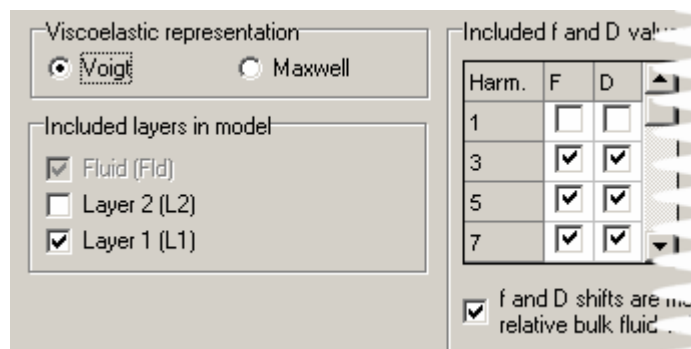 Viscoelastic representation
Voigt Maxwell
Included layers in model
Fluid (Fld)
Layer 2 (L2)
Layer 1 (L1)
Included f and D
Harm. F D
1
3
5
7
f and D shifts are
relative bulk fluid